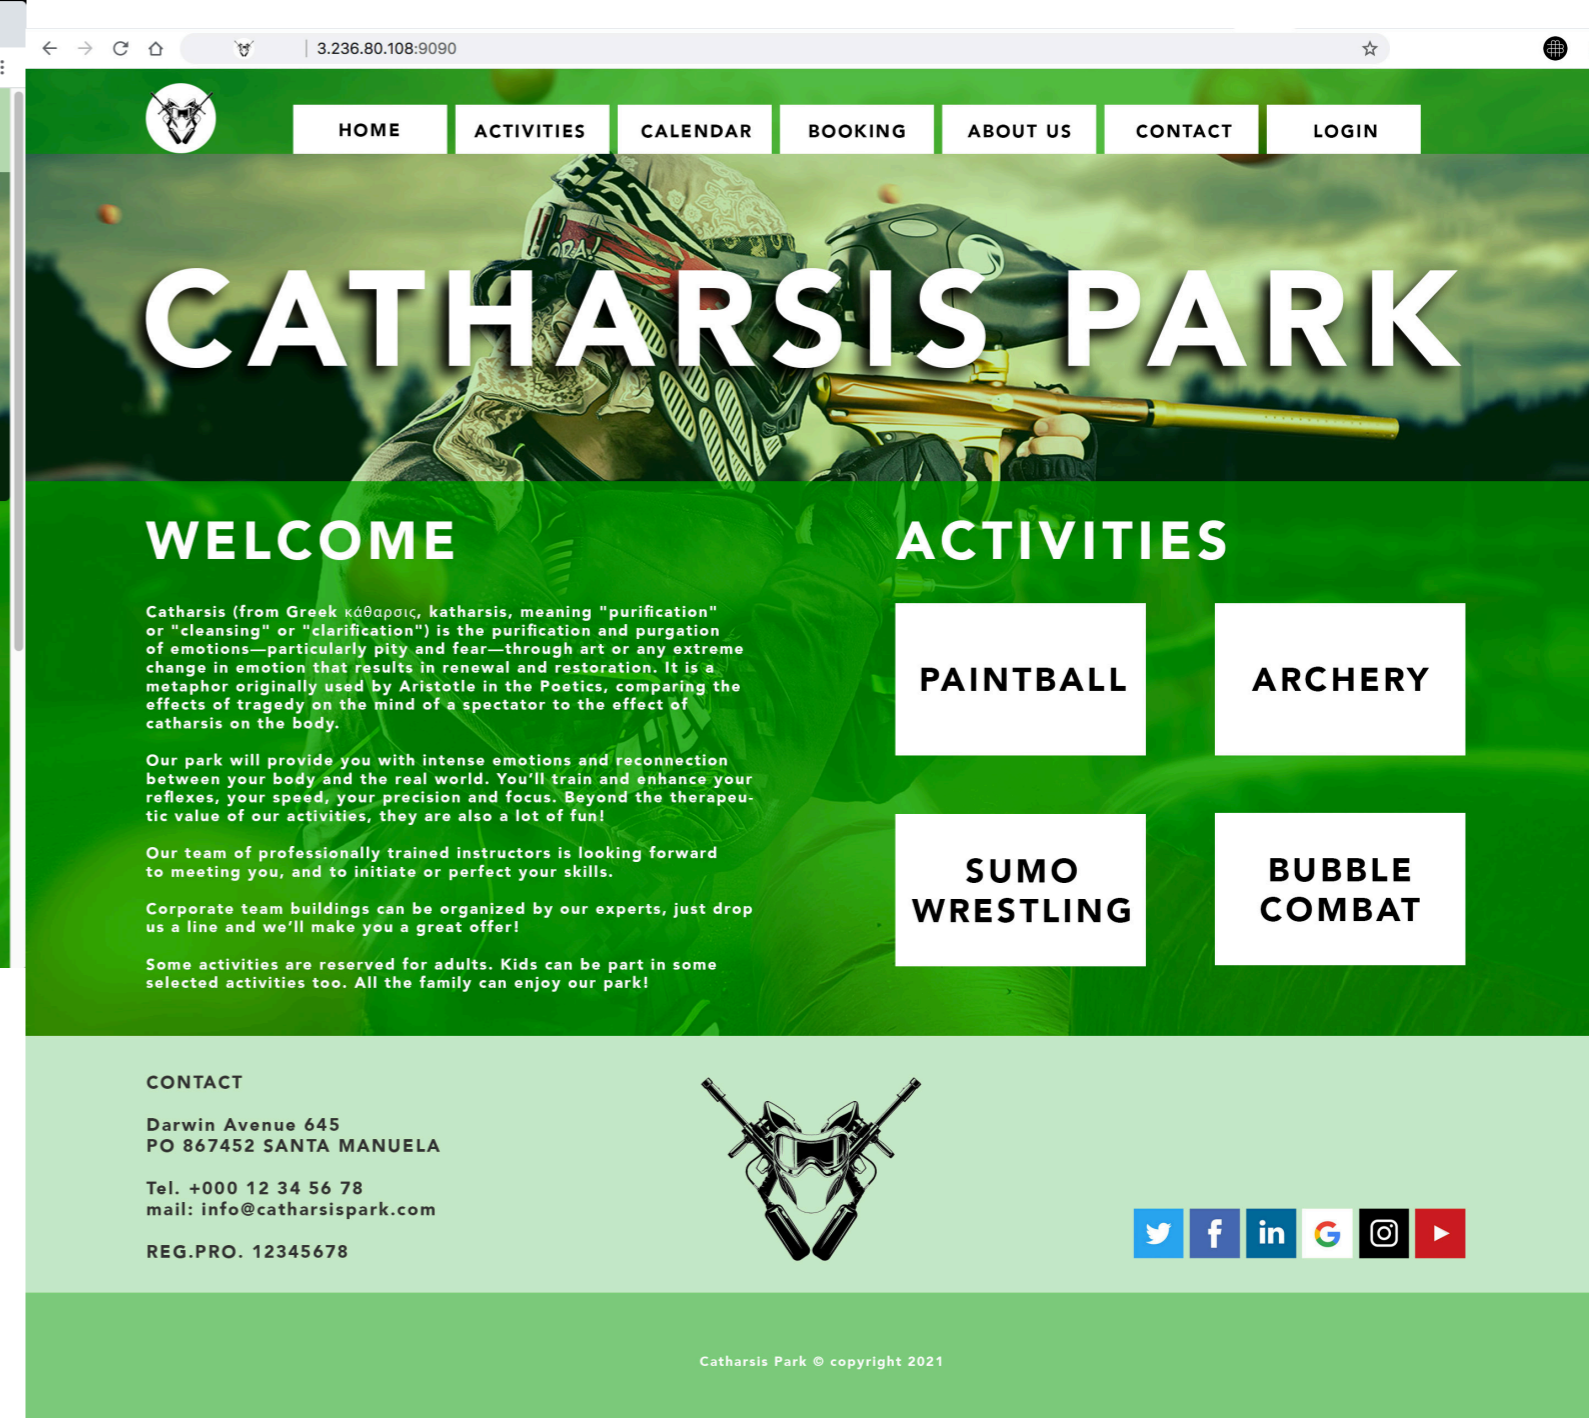 3.236.80.108:9090
HOME
ACTIVITIES
CALENDAR
BOOKING
ABOUT US
CONTACT
LOGIN
CATHARSIS PARK
WELCOME
Catharsis (from Greek κάθαρσις, katharsis, meaning "purification"
or "cleansing" or "clarification") is the purification and purgation
of emotions—particularly pity and fear—through art or any extreme
change in emotion that results in renewal and restoration. It is a
metaphor originally used by Aristotle in the Poetics, comparing the
effects of tragedy on the mind of a spectator to the effect of
catharsis on the body.
Our park will provide you with intense emotions and reconnection
between your body and the real world. You’ll train and enhance your
reflexes, your speed, your precision and focus. Beyond the therapeu-
tic value of our activities, they are also a lot of fun!
Our team of professionally trained instructors is looking forward
to meeting you, and to initiate or perfect your skills.
Corporate team buildings can be organized by our experts, just drop
us a line and we’ll make you a great offer!
Some activities are reserved for adults. Kids can be part in some
selected activities too. All the family can enjoy our park!
ACTIVITIES
PAINTBALL
ARCHERY
SUMO
WRESTLING
BUBBLE
COMBAT
CONTACT
Darwin Avenue 645
PO 867452 SANTA MANUELA
Tel. +000 12 34 56 78
mail: info@catharsispark.com
REG.PRO. 12345678
Catharsis Park © copyright 2021